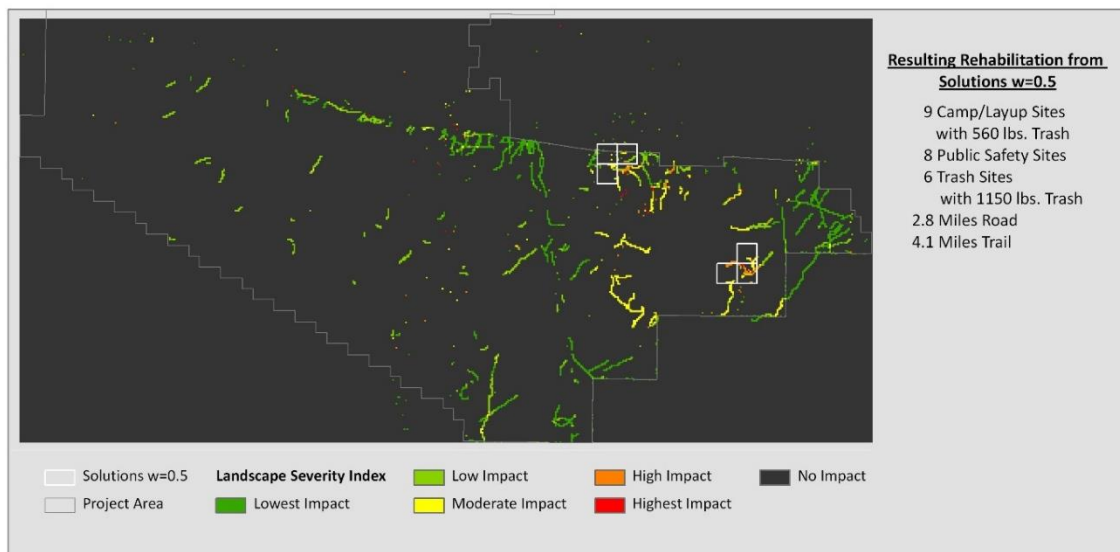 Resulting Rehabilitation from
Solutions w=0.5
9 Camp/Layup Sites
with 560 lbs. Trash
8 Public Safety Sites
6 Trash Sites
with 1150 lbs. Trash
2.8 Miles Road
4.1 Miles Trail
Solutions w=0.5
Project Area
Landscape Severity Index
Lowest Impact
Low Impact
Moderate Impact
High Impact
Highest Impact
No Impact